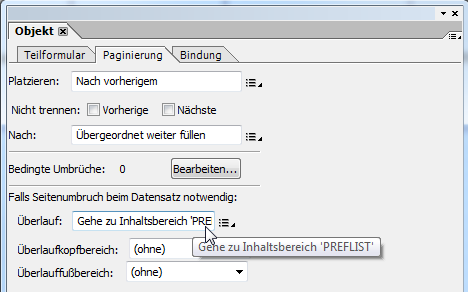 Objekt
Teilformular Paginierung Bindung
Platzieren: Nach vorherigem
Nicht trennen: Vorherige Nächste
Nach: Übergeordnet weiter füllen
Bedingte Umbrüche: 0 Bearbeiten...
Falls Seitenumbruch beim Datensatz notwendig:
Überlauf: Gehe zu Inhaltsbereich 'PRE
Überlaufkopfbereich: (ohne)
Gehe zu Inhaltsbereich 'PREFLIST'
Überlauffußbereich: (ohne)